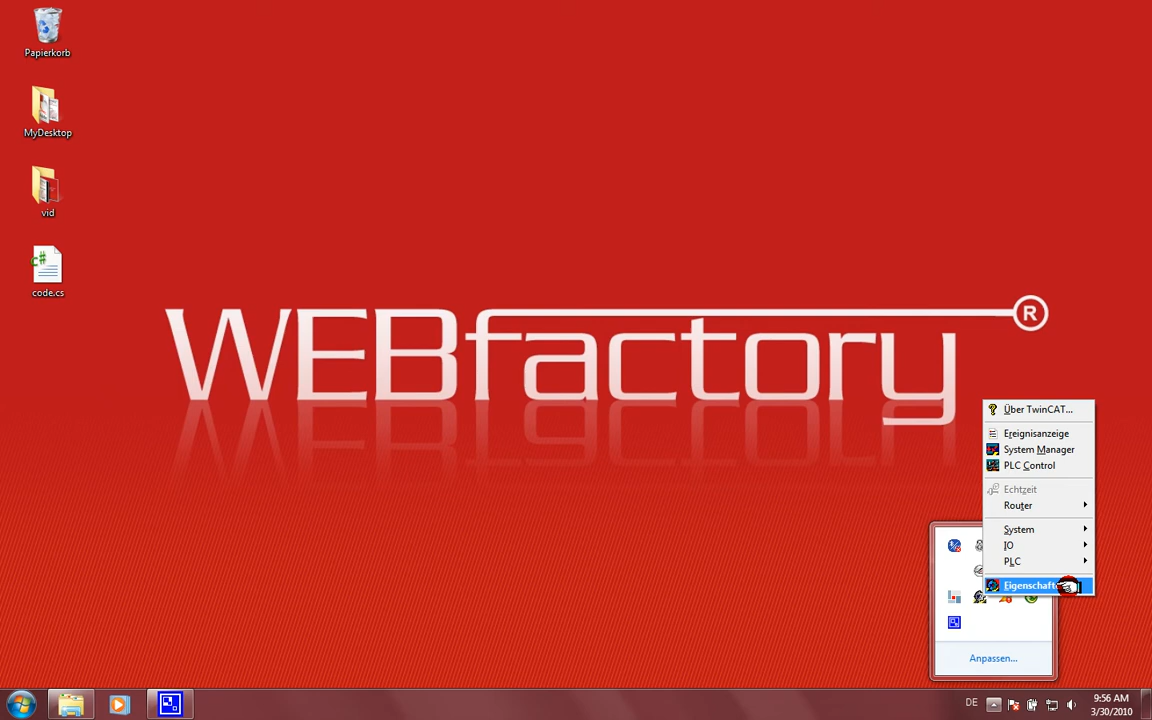 Papierkorb
MyDesktop
vid
code.cs
WEBfactory®
Über TwinCAT...
Ereignisanzeige
System Manager
PLC Control
Echtzeit
Router
System
IO
PLC
Anpassen...
DE
9:56 AM
3/30/2010